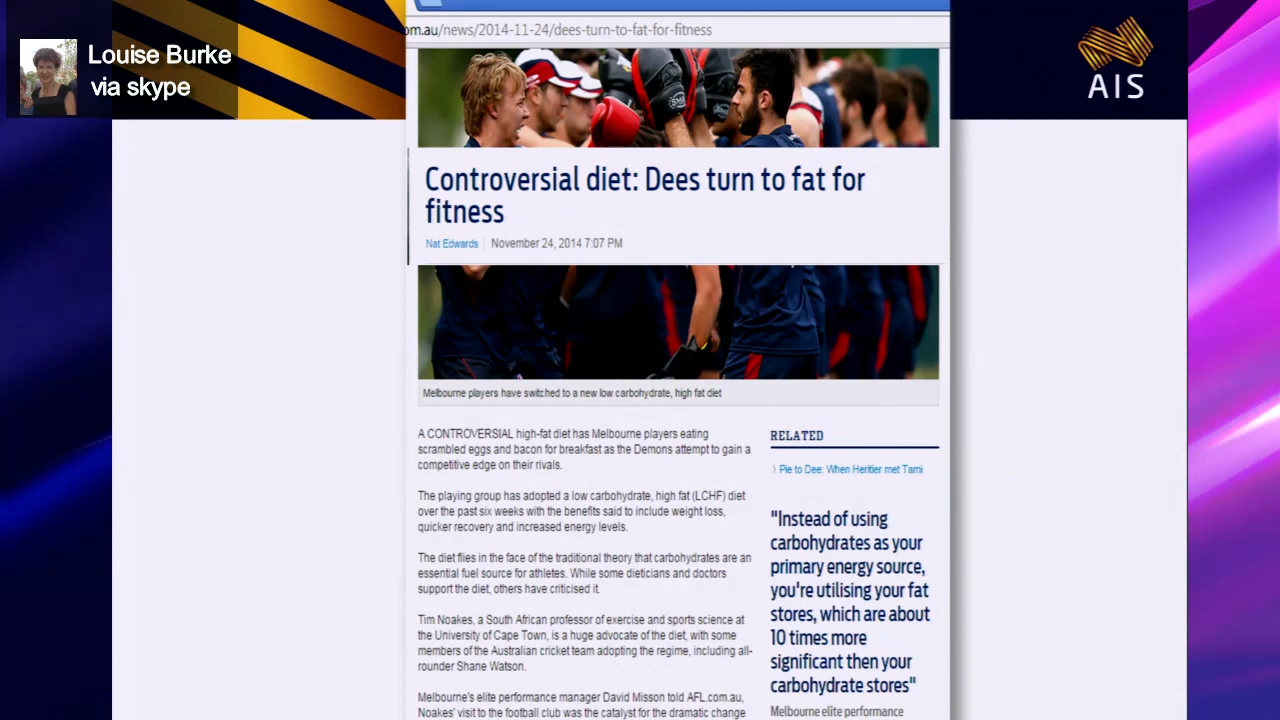 Louise Burke
via skype
om.au/news/2014-11-24/dees-turn-to-fat-for-fitness
AIS
Controversial diet: Dees turn to fat for
fitness
Nat Edwards November 24, 2014 7:07 PM
Melbourne players have switched to a new low carbohydrate, high fat diet
A CONTROVERSIAL high-fat diet has Melbourne players eating
scrambled eggs and bacon for breakfast as the Demons attempt to gain a
competitive edge on their rivals.
The playing group has adopted a low carbohydrate, high fat (LCHF) diet
over the past six weeks with the benefits said to include weight loss,
quicker recovery and increased energy levels.
The diet flies in the face of the traditional theory that carbohydrates are an
essential fuel source for athletes. While some dieticians and doctors
support the diet, others have criticised it.
Tim Noakes, a South African professor of exercise and sports science at
the University of Cape Town, is a huge advocate of the diet, with some
members of the Australian cricket team adopting the regime, including all-
rounder Shane Watson.
Melbourne's elite performance manager David Misson told AFL.com.au,
Noakes' visit to the football club was the catalyst for the dramatic change
RELATED
Pie to Dee: When Heritier met Tami
"Instead of using
carbohydrates as your
primary energy source,
you're utilising your fat
stores, which are about
10 times more
significant then your
carbohydrate stores"
Melbourne elite performance